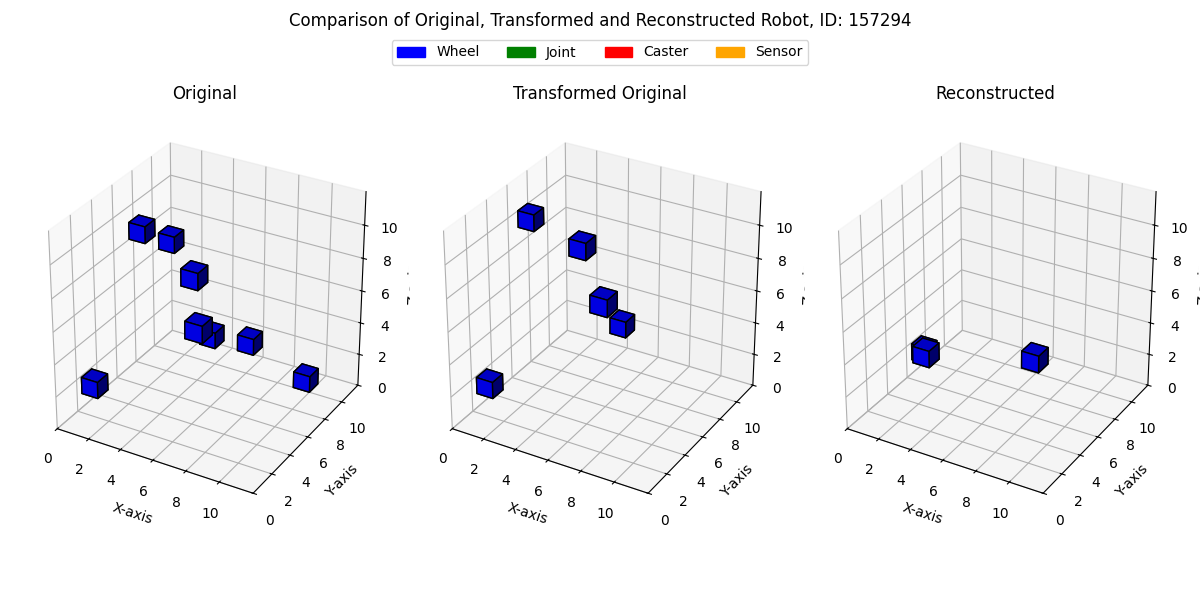 Comparison of Original, Transformed and Reconstructed Robot, ID: 157294
Wheel Joint Caster Sensor
Original Transformed Original Reconstructed
10
8
6
4
2
0
0 2 4 6 8 10
X-axis
0 2 4 6 8 10
Y-axis
10
8
6
4
2
0
0 2 4 6 8 10
X-axis
0 2 4 6 8 10
Y-axis
10
8
6
4
2
0
0 2 4 6 8 10
X-axis
0 2 4 6 8 10
Y-axis